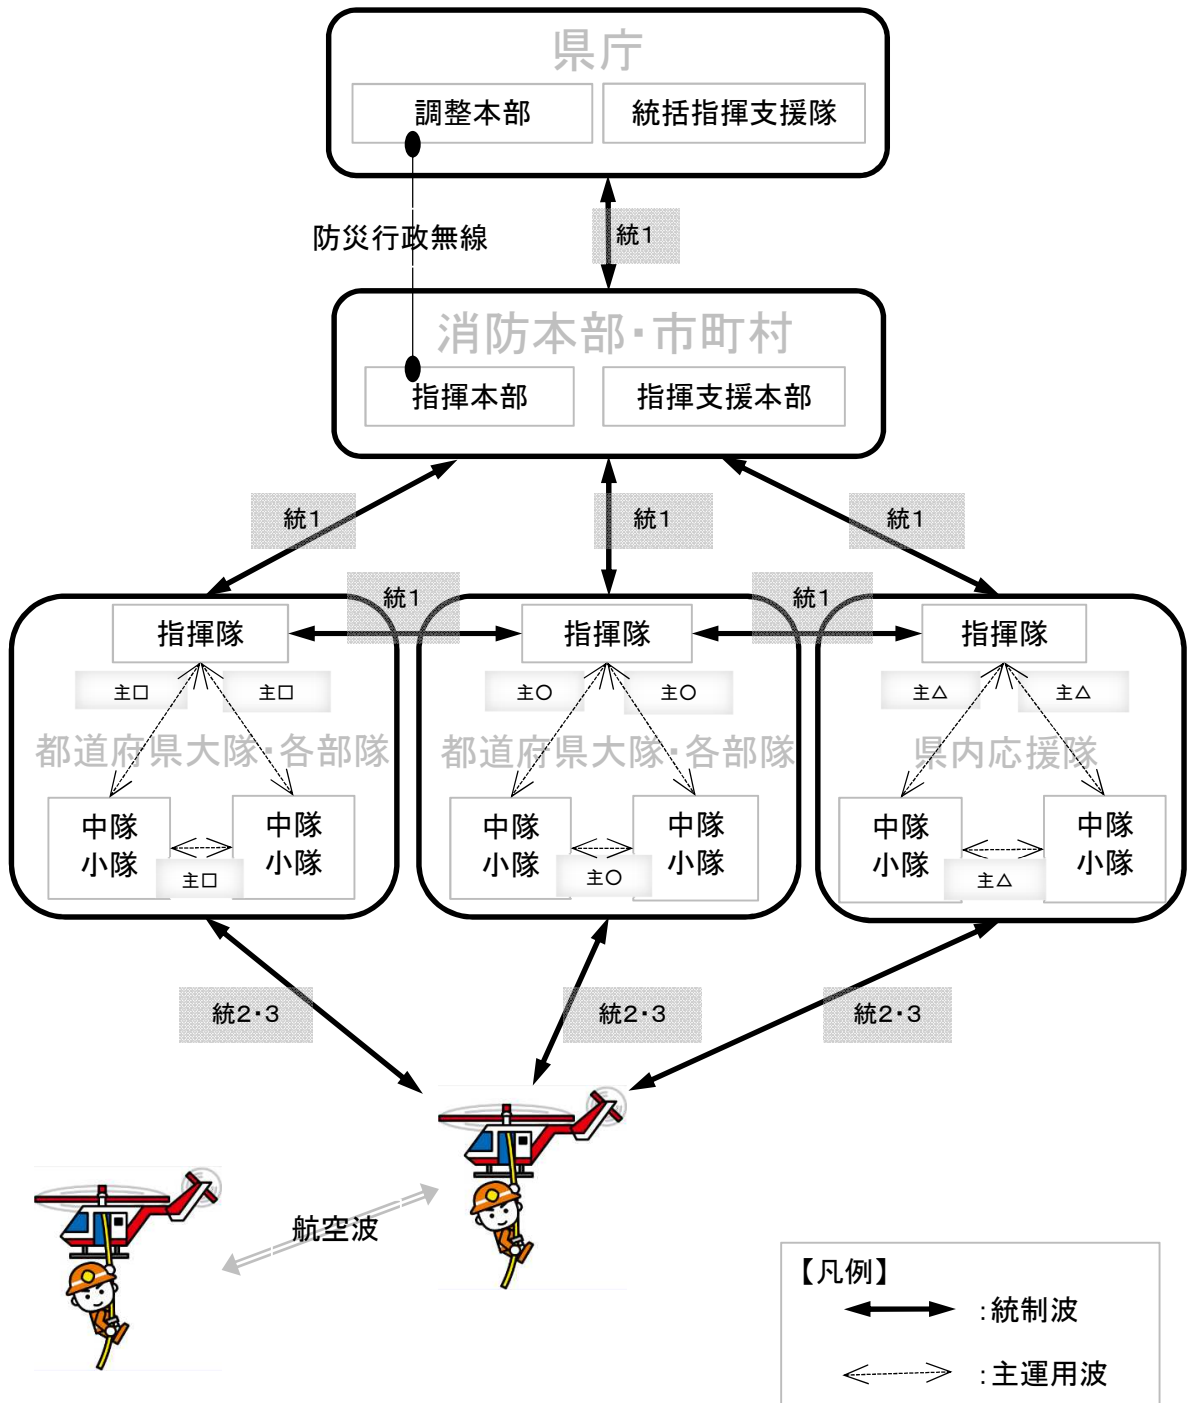 県庁
調整本部
統括指揮支援隊
防災行政無線
統1
消防本部・市町村
指揮本部
指揮支援本部
統1
統1
統1
統1
統1
指揮隊
指揮隊
指揮隊
主□
主□
主○
主○
主△
主△
都道府県大隊・各部隊
都道府県大隊・各部隊
県内応援隊
中隊
小隊
中隊
小隊
中隊
小隊
中隊
小隊
中隊
小隊
中隊
小隊
主□
主○
主△
統2・3
統2・3
統2・3
航空波
【凡例】
:統制波
:主運用波